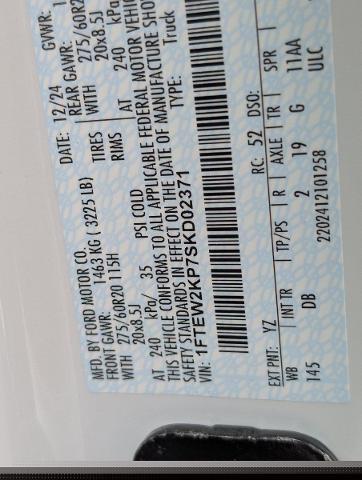 MFD. BY FORD MOTOR CO.
DATE: 12/24 GVWR:
FRONT GAWR: 1463 KG ( 3225 LB) REAR GAWR:
WITH 275/60R20 115H TIRES WITH 275/60R2
20x8.5J RIMS 20x8.5J
AT 240 kPa/ 35 PSI COLD AT 240 kPa
THIS VEHICLE CONFORMS TO ALL APPLICABLE FEDERAL MOTOR VEHIC
SAFETY STANDARDS IN EFFECT ON THE DATE OF MANUFACTURE SHO
VIN: 1FTEW2KP7SKD02371 TYPE: Truck
EXT PNT: YZ RC: 52 DSO:
WB INT TR TP/PS R AXLE TR SPR
145 DB 2 19 G 11AA
2202412101258 ULC